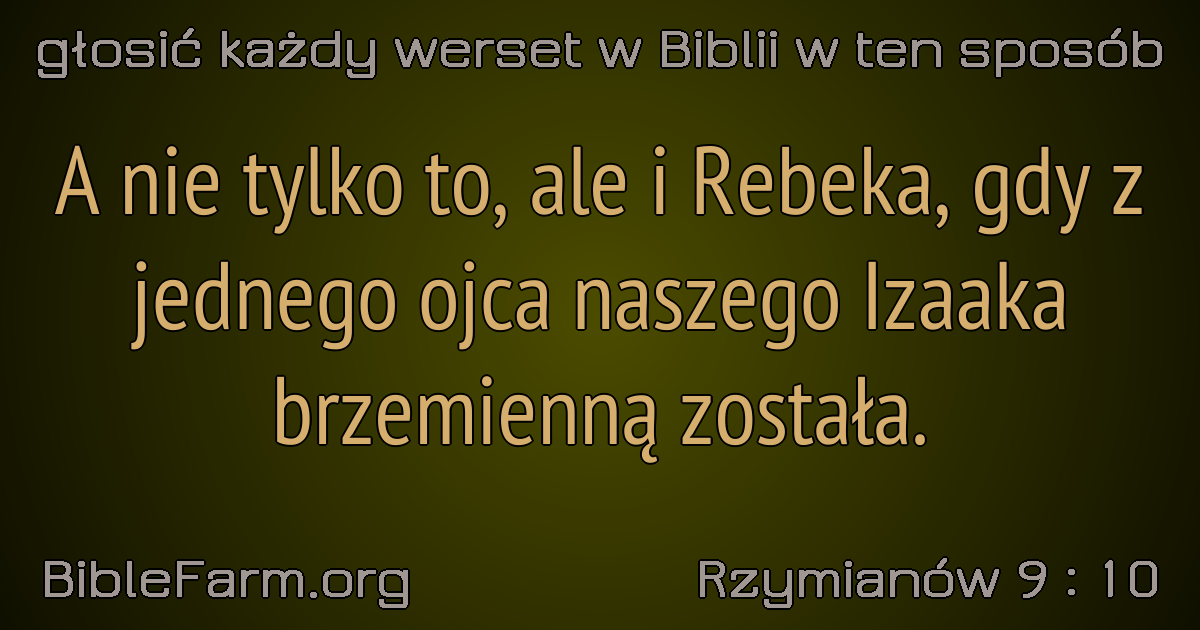 głosić każdy werset w Biblii w ten sposób
A nie tylko to, ale i Rebeka, gdy z
jednego ojca naszego Izaaka
brzemienną została.
BibleFarm.org
Rzymianów 9 : 10